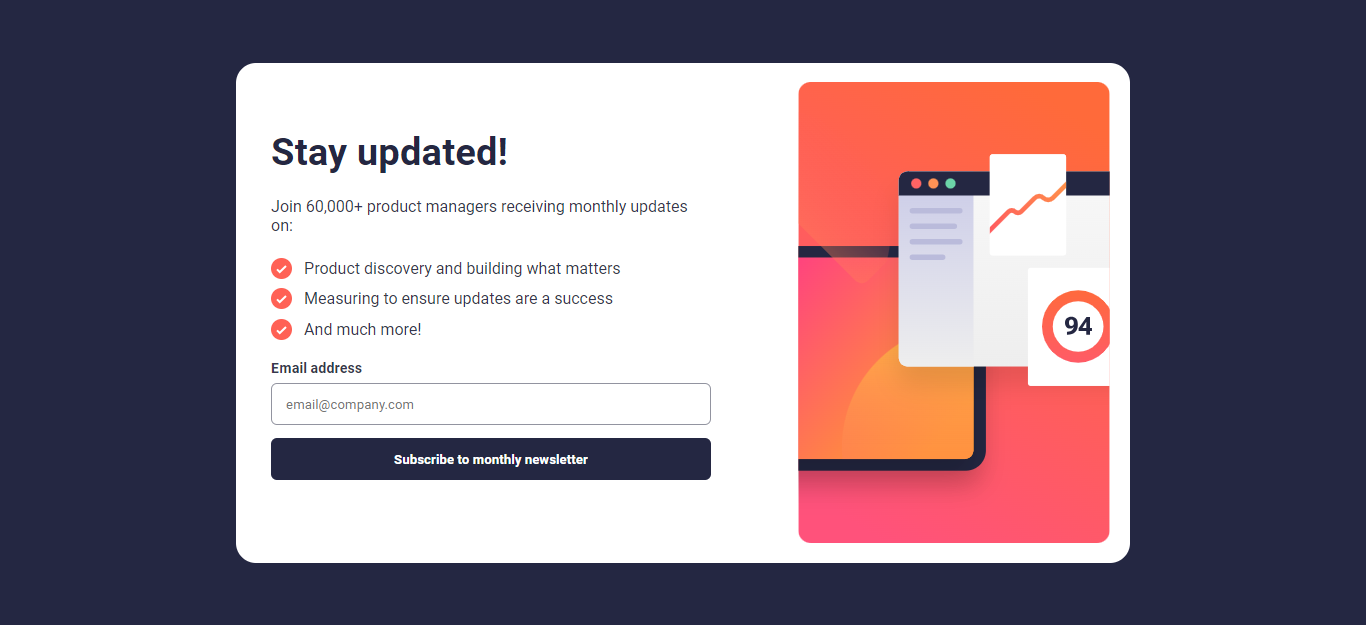 Stay updated!
Join 60,000+ product managers receiving monthly updates
on:
Product discovery and building what matters
Measuring to ensure updates are a success
And much more!
Email address
email@company.com
Subscribe to monthly newsletter
94